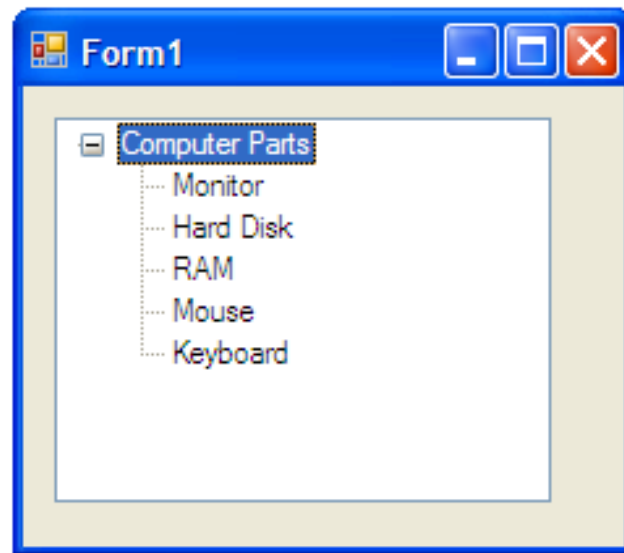 Form1
Computer Parts
Monitor
Hard Disk
RAM
Mouse
Keyboard